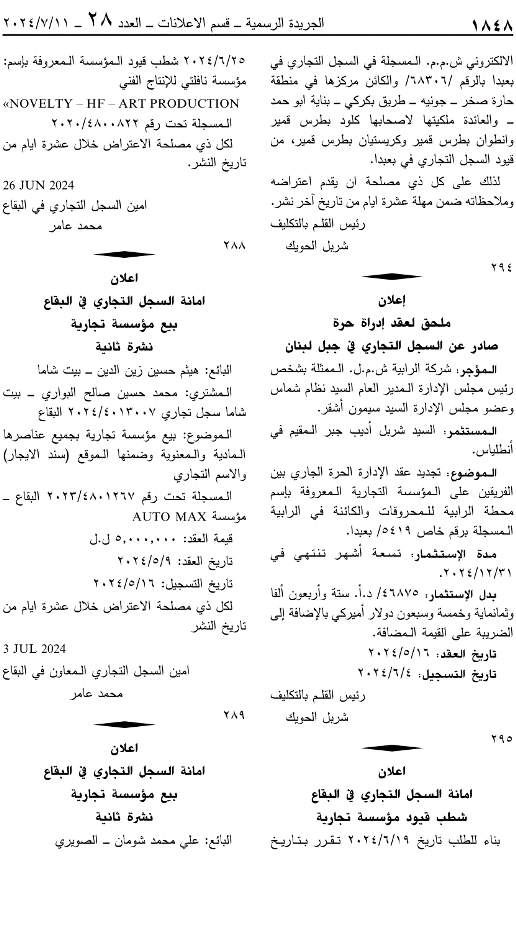 ١٨٤٨
الجريدة الرسمية ـ قسم الاعلانات ـ العدد ٢٨ ـ ٢٠٢٤/٧/١١
الالكتروني ش.م.م. المسجلة في السجل التجاري في
بعبدا بالرقم /٦٨٣٠٦/ والكائن مركزها في منطقة
حارة صخر ـ جونيه ـ طريق بكركي ـ بناية ابو حمد
ـ والعائدة ملكيتها لاصحابها كلود بطرس قمير
وانطوان بطرس قمير وكريستيان بطرس قمير، من
قيود السجل التجاري في بعبدا.
لذلك على كل ذي مصلحة ان يقدم اعتراضه
وملاحظاته ضمن مهلة عشرة ايام من تاريخ آخر نشر.
رئيس القلم بالتكليف
شربل الحويك
٢٩٤
إعلان
ملحق لعقد إدراة حرة
صادر عن السجل التجاري في جبل لبنان
المؤجر: شركة الرابية ش.م.ل. الممثلة بشخص
رئيس مجلس الإدارة المدير العام السيد نظام شماس
وعضو مجلس الإدارة السيد سيمون أشقر.
المستثمر: السيد شربل أديب جبر المقيم في
أنطلياس.
الموضوع: تجديد عقد الإدارة الحرة الجاري بين
الفريقين على المؤسسة التجارية المعروفة بإسم
محطة الرابية للمحروقات والكائنة في الرابية
المسجلة برقم خاص /٥٤١٩ بعبدا.
مدة الإستثمار: تسعة أشهر تنتهي في
٢٠٢٤/١٢/٣١.
بدل الإستثمار: /٤٦٨٧٥ د.أ. ستة وأربعون ألفا
وثمانماية وخمسة وسبعون دولار أميركي بالإضافة إلى
الضريبة على القيمة المضافة.
تاريخ العقد: ٢٠٢٤/٥/١٦
تاريخ التسجيل: ٢٠٢٤/٦/٤
رئيس القلم بالتكليف
شربل الحويك
٢٩٥
اعلان
امانة السجل التجاري في البقاع
شطب قيود مؤسسة تجارية
بناء للطلب تاريخ ٢٠٢٤/٦/١٩ تقرر بتاريخ
٢٠٢٤/٦/٢٥ شطب قيود المؤسسة المعروفة بإسم:
مؤسسة نافلتي للإنتاج الفني
«NOVELTY – HF – ART PRODUCTION
المسجلة تحت رقم ٢٠٢٠/٤٨٠٠٨٢٢
لكل ذي مصلحة الاعتراض خلال عشرة ايام من
تاريخ النشر.
26 JUN 2024
امين السجل التجاري في البقاع
محمد عامر
٢٨٨
اعلان
امانة السجل التجاري في البقاع
بيع مؤسسة تجارية
نشرة ثانية
البائع: هيثم حسين زين الدين ـ بيت شاما
المشتري: محمد حسين صالح البواري ـ بيت
شاما سجل تجاري ٢٠٢٤/٤٠١٣٠٠٧ البقاع
الموضوع: بيع مؤسسة تجارية بجميع عناصرها
المادية والمعنوية وضمنها الموقع (سند الايجار)
والاسم التجاري
المسجلة تحت رقم ٢٠٢٣/٤٨٠١٢٦٧ البقاع ـ
مؤسسة AUTO MAX
قيمة العقد: ٥,٠٠٠,٠٠٠ ل.ل
تاريخ العقد: ٢٠٢٤/٥/٩
تاريخ التسجيل: ٢٠٢٤/٥/١٦
لكل ذي مصلحة الاعتراض خلال عشرة ايام من
تاريخ النشر
3 JUL 2024
امين السجل التجاري المعاون في البقاع
محمد عامر
٢٨٩
اعلان
امانة السجل التجاري في البقاع
بيع مؤسسة تجارية
نشرة ثانية
البائع: علي محمد شومان ـ الصويري